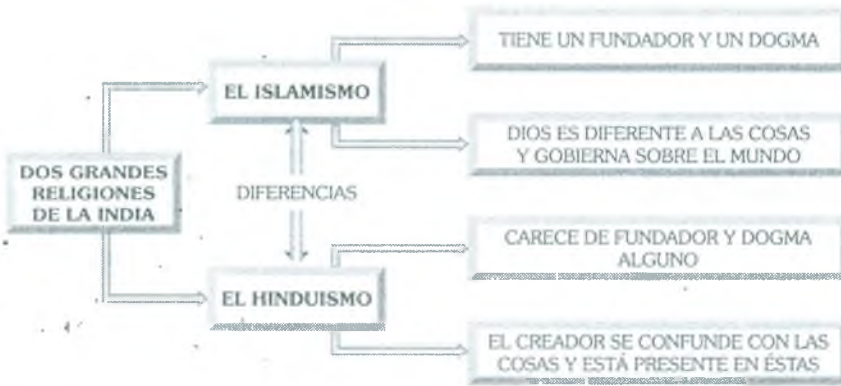 DOS GRANDES
RELIGIONES
DE LA INDIA
EL ISLAMISMO
TIENE UN FUNDADOR Y UN DOGMA
DIOS ES DIFERENTE A LAS COSAS
Y GOBIERNA SOBRE EL MUNDO
DIFERENCIAS
EL HINDUISMO
CARECE DE FUNDADOR Y DOGMA
ALGUNO
EL CREADOR SE CONFUNDE CON LAS
COSAS Y ESTÁ PRESENTE EN ÉSTAS